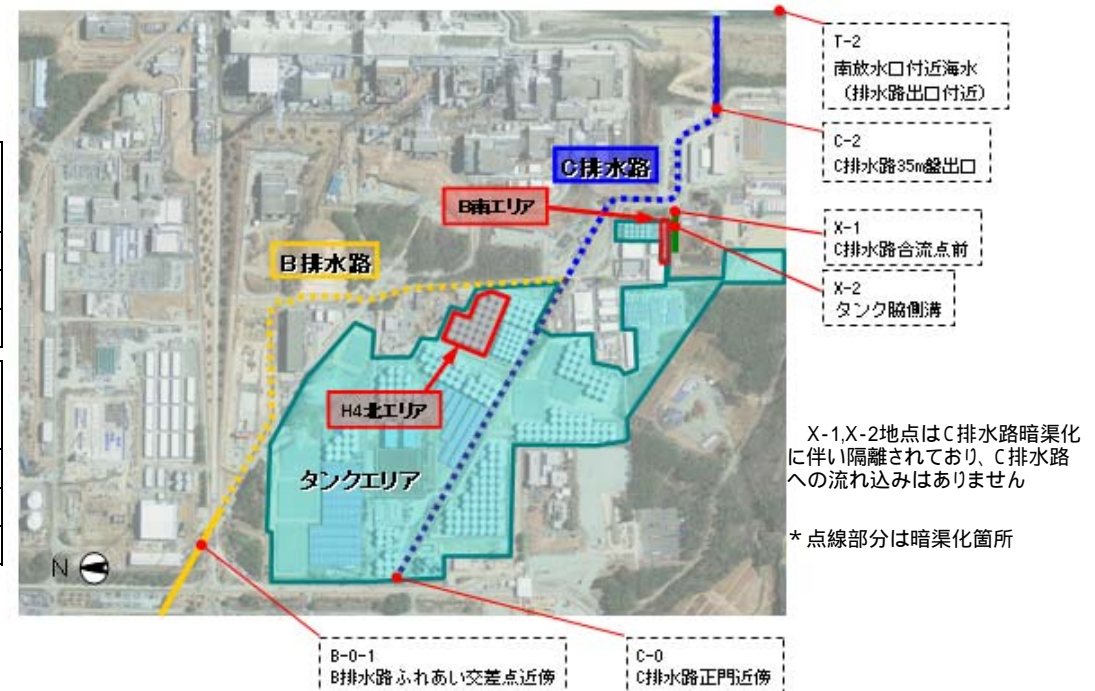 T-2
南放水口付近海水
(排水路出口付近)
C-2
C排水路35m盤出口
C排水路
B南エリア
X-1
C排水路合流点前
B排水路
X-2
タンク脇側溝
H4北エリア
X-1,X-2地点はC排水路暗渠化
に伴い隔離されており、C排水路
への流れ込みはありません
タンクエリア
*点線部分は暗渠化箇所
N
B-0-1
B排水路ふれあい交差点近傍
C-0
C排水路正門近傍